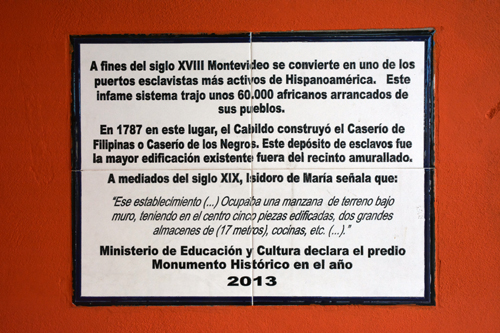 A fines del siglo XVIII Montevideo se convierte en uno de los
puertos esclavistas más activos de Hispanoamérica. Este
infame sistema trajo unos 60.000 africanos arrancados de
sus pueblos.
En 1787 en este lugar, el Cabildo construyó el Caserío de
Filipinas o Caserío de los Negros. Este depósito de esclavos fue
la mayor edificación existente fuera del recinto amurallado.
A mediados del siglo XIX, Isidoro de María señala que:
"Ese establecimiento (...) Ocupaba una manzana de terreno bajo
muro, teniendo en el centro cinco piezas edificadas, dos grandes
almacenes de (17 metros), cocinas, etc. (...)."
Ministerio de Educación y Cultura declara el predio
Monumento Histórico en el año
2013